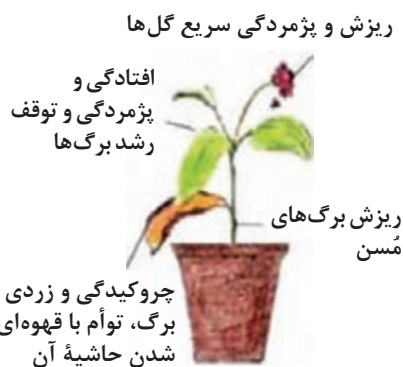 ریزش و پژمردگی سریع گل‌ها
افتادگی و
پژمردگی و توقف
رشد برگ‌ها
ریزش برگ‌های
مُسن
چروکیدگی و زردی
برگ، توأم با قهوه‌ای
شدن حاشیهٔ آن